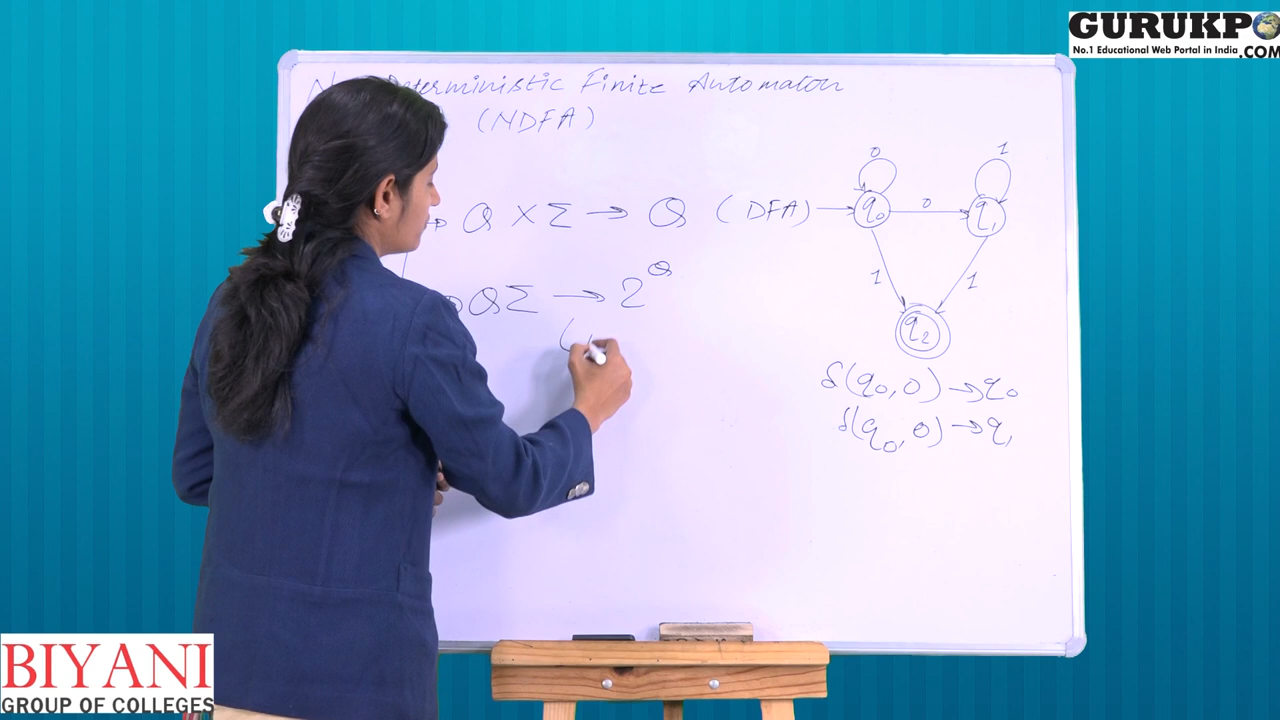 GURUKPO
No.1 Educational Web Portal in India .COM
Deterministic Finite Automaton
(NDFA)
Q X Σ → Q (DFA)
QΣ → 2^Q
0
1
q0
0
q1
1
1
q2
δ(q0, 0) → q0
δ(q0, 0) → q1
BIYANI
GROUP OF COLLEGES